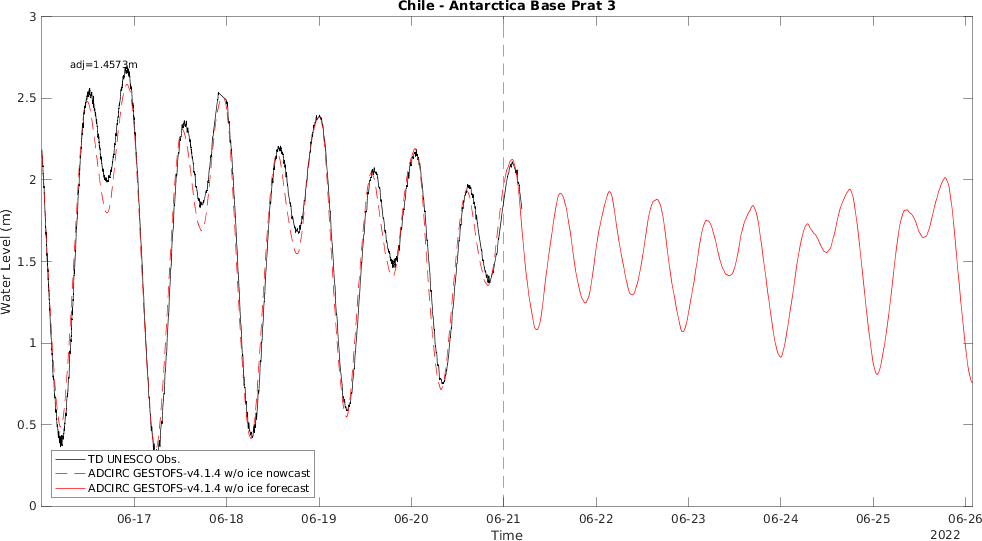 Chile - Antarctica Base Prat 3
3
adj=1.4573m
2.5
2
1.5
1
0.5
0
Water Level (m)
TD UNESCO Obs.
ADCIRC GESTOFS-v4.1.4 w/o ice nowcast
ADCIRC GESTOFS-v4.1.4 w/o ice forecast
06-17 06-18 06-19 06-20 06-21 06-22 06-23 06-24 06-25 06-26
Time 2022